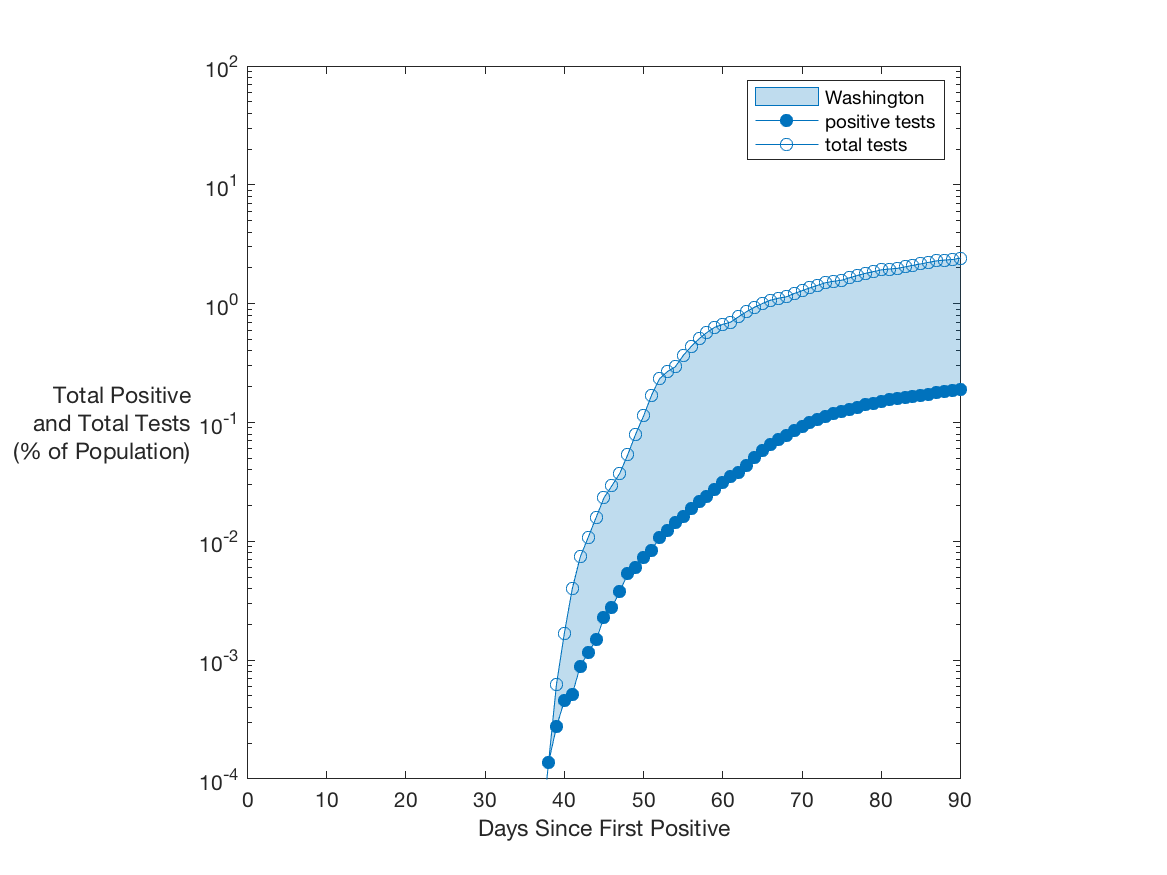 10^2
10^1
10^0
10^-1
10^-2
10^-3
10^-4
Total Positive
and Total Tests
(% of Population)
Washington
positive tests
total tests
0 10 20 30 40 50 60 70 80 90
Days Since First Positive